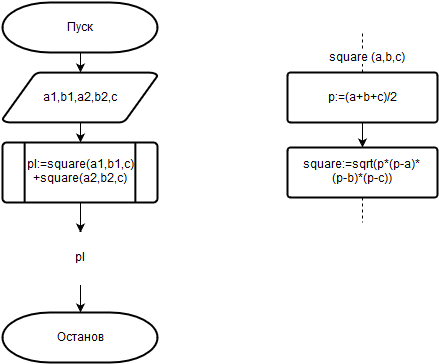 Пуск
a1,b1,a2,b2,c
pl:=square(a1,b1,c)
+square(a2,b2,c)
pl
Останов
square (a,b,c)
p:=(a+b+c)/2
square:=sqrt(p*(p-a)*
(p-b)*(p-c))